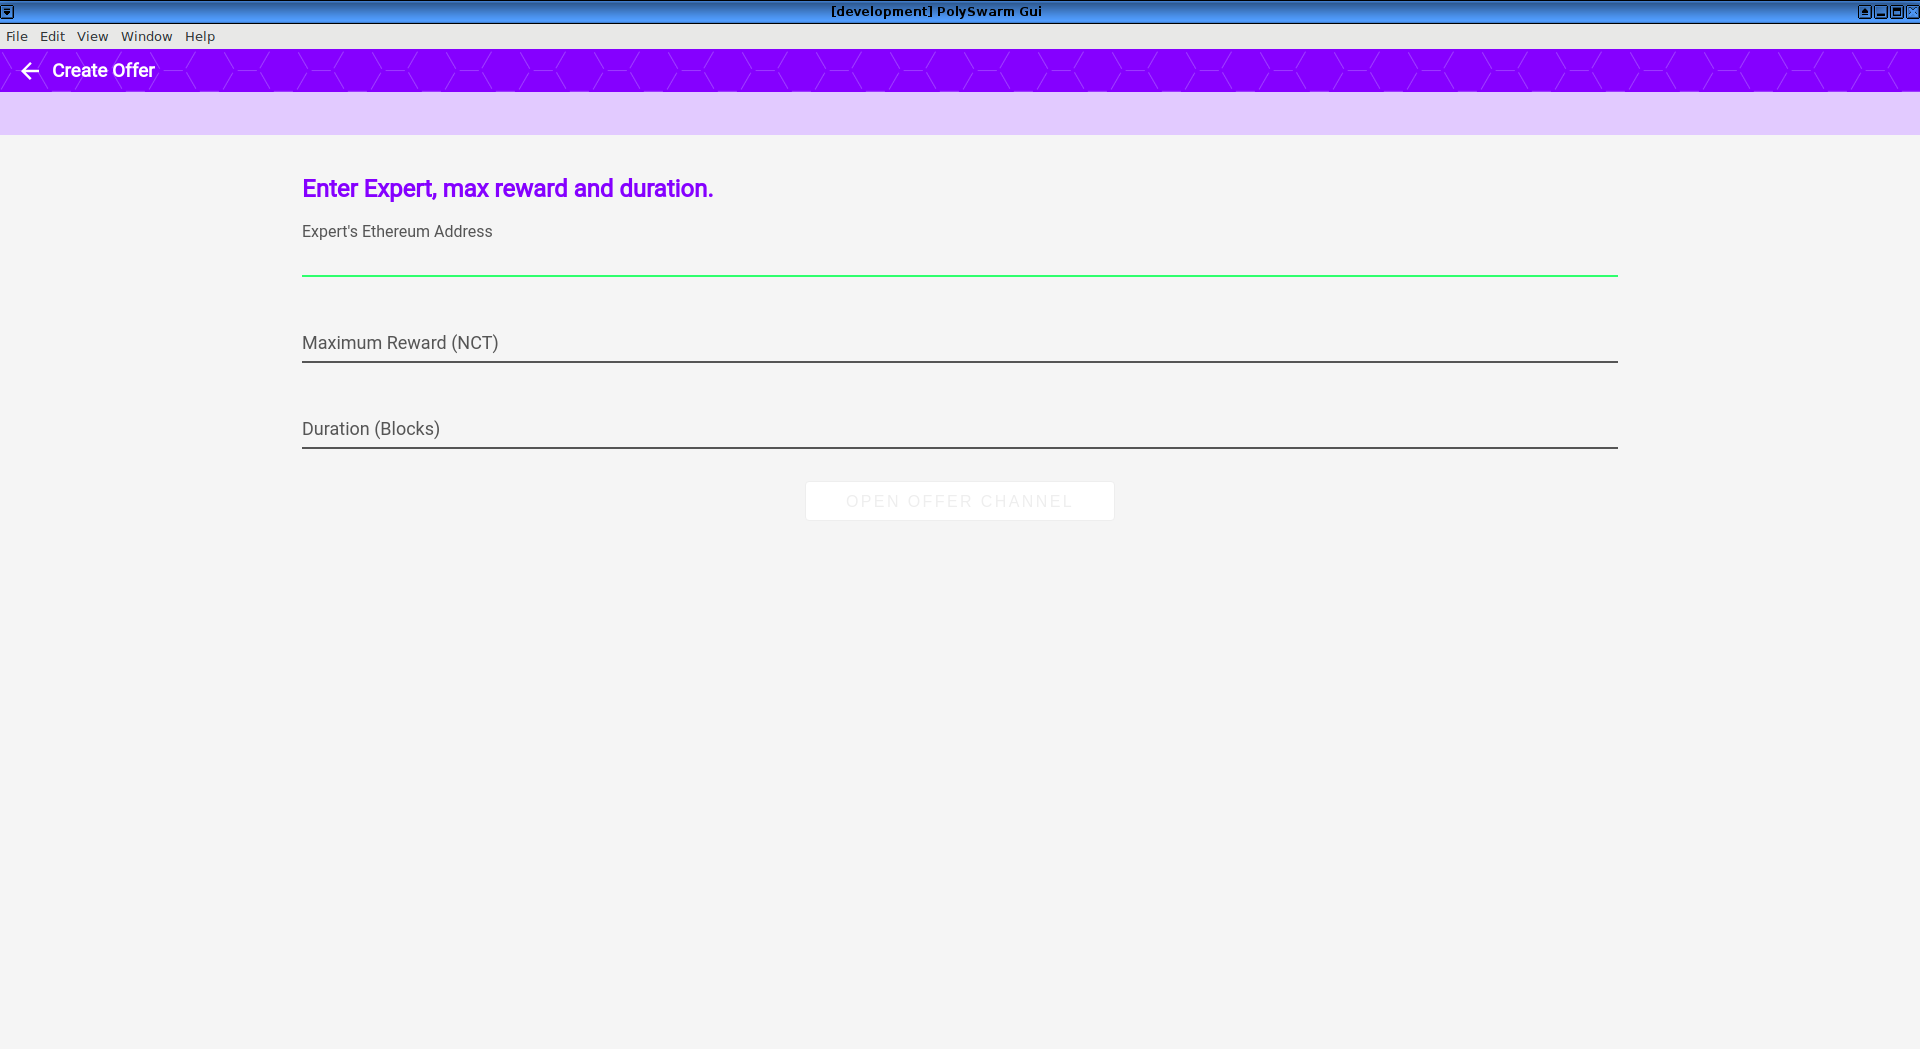 [development] PolySwarm Gui
File Edit View Window Help
Create Offer
Enter Expert, max reward and duration.
Expert's Ethereum Address
Maximum Reward (NCT)
Duration (Blocks)
OPEN OFFER CHANNEL